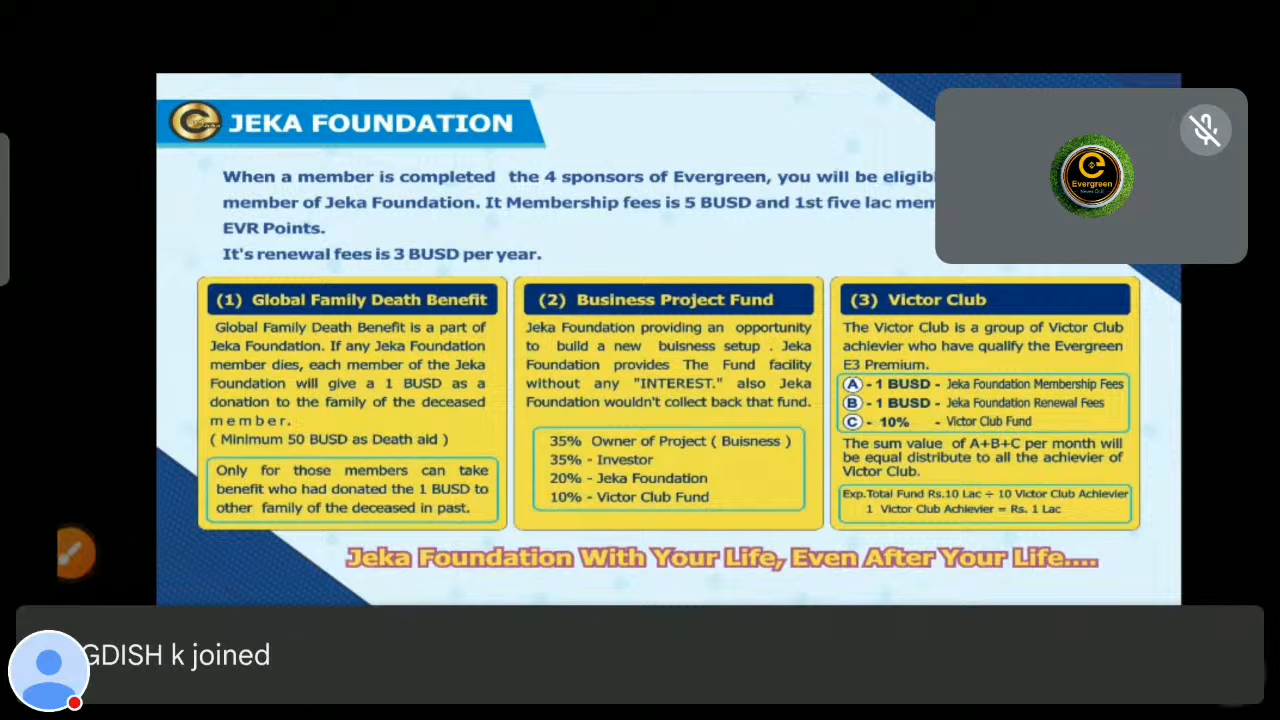 JEKA FOUNDATION
When a member is completed the 4 sponsors of Evergreen, you will be
member of Jeka Foundation. It Membership fees is 5 BUSD and 1st five lac
EVR Points.
It's renewal fees is 3 BUSD per year.
Evergreen
(1) Global Family Death Benefit
Global Family Death Benefit is a part of
Jeka Foundation. If any Jeka Foundation
member dies, each member of the Jeka
Foundation will give a 1 BUSD as a
donation to the family of the deceased
member.
( Minimum 50 BUSD as Death aid )
Only for those members can take
benefit who had donated the 1 BUSD to
other family of the deceased in past.
(2) Business Project Fund
Jeka Foundation providing an opportunity
to build a new buisness setup . Jeka
Foundation provides The Fund facility
without any "INTEREST." also Jeka
Foundation wouldn't collect back that fund.
35% Owner of Project ( Buisness )
35% - Investor
20% - Jeka Foundation
10% - Victor Club Fund
(3) Victor Club
The Victor Club is a group of Victor Club
achievier who have qualify the Evergreen
E3 Premium.
A - 1 BUSD - Jeka Foundation Membership Fees
B - 1 BUSD - Jeka Foundation Renewal Fees
C - 10% - Victor Club Fund
The sum value of A+B+C per month will
be equal distribute to all the achievier of
Victor Club.
Exp.Total Fund Rs.10 Lac ÷ 10 Victor Club Achievier
1 Victor Club Achievier = Rs. 1 Lac
Jeka Foundation With Your Life, Even After Your Life....
GDISH k joined